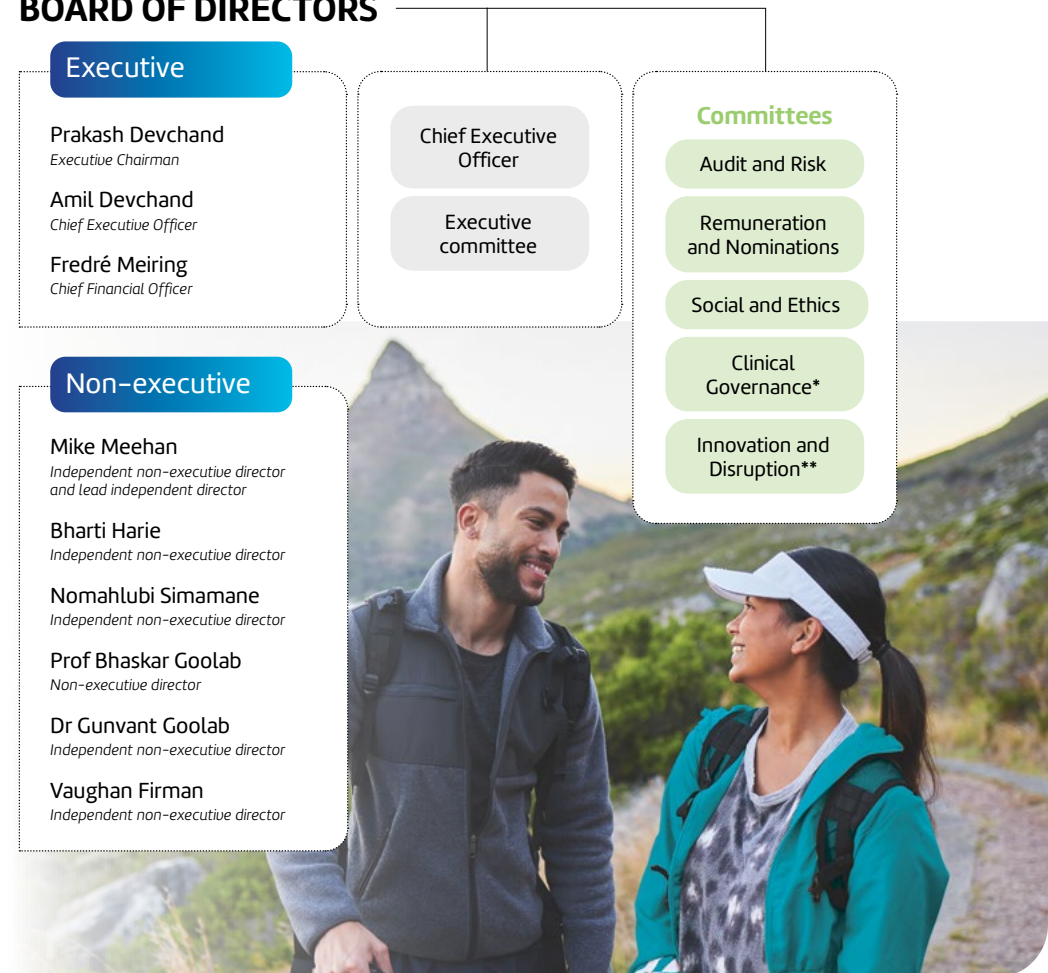 BOARD OF DIRECTORS
Executive
Prakash Devchand
Executive Chairman
Amil Devchand
Chief Executive Officer
Fredré Meiring
Chief Financial Officer
Non-executive
Mike Meehan
Independent non-executive director
and lead independent director
Bharti Harie
Independent non-executive director
Nomahlubi Simamane
Independent non-executive director
Prof Bhaskar Goolab
Non-executive director
Dr Gunvant Goolab
Independent non-executive director
Vaughan Firman
Independent non-executive director
Chief Executive
Officer
Executive
committee
Committees
Audit and Risk
Remuneration
and Nominations
Social and Ethics
Clinical
Governance*
Innovation and
Disruption**